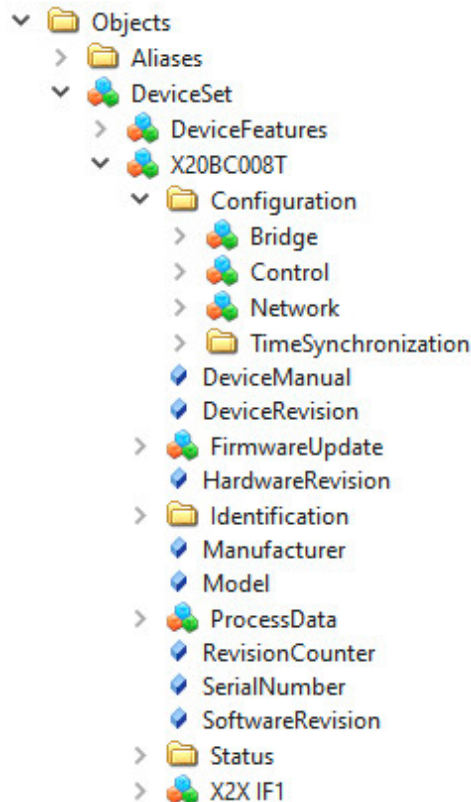 Objects
Aliases
DeviceSet
DeviceFeatures
X20BC008T
Configuration
Bridge
Control
Network
TimeSynchronization
DeviceManual
DeviceRevision
FirmwareUpdate
HardwareRevision
Identification
Manufacturer
Model
ProcessData
RevisionCounter
SerialNumber
SoftwareRevision
Status
X2X IF1